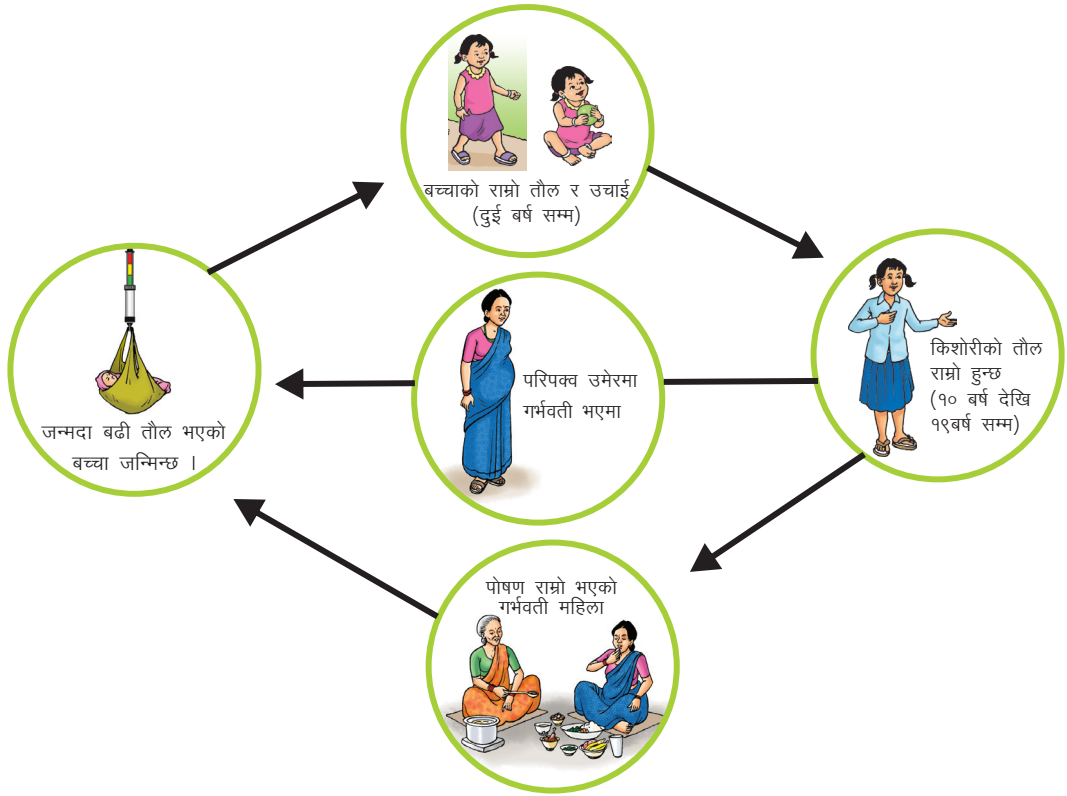 बच्चाको राम्रो तौल र उचाई
(दुई बर्ष सम्म)
किशोरीको तौल
राम्रो हुन्छ
(१० बर्ष देखि
१९बर्ष सम्म)
परिपक्व उमेरमा
गर्भवती भएमा
जन्मदा बढी तौल भएको
बच्चा जन्मिन्छ ।
पोषण राम्रो भएको
गर्भवती महिला